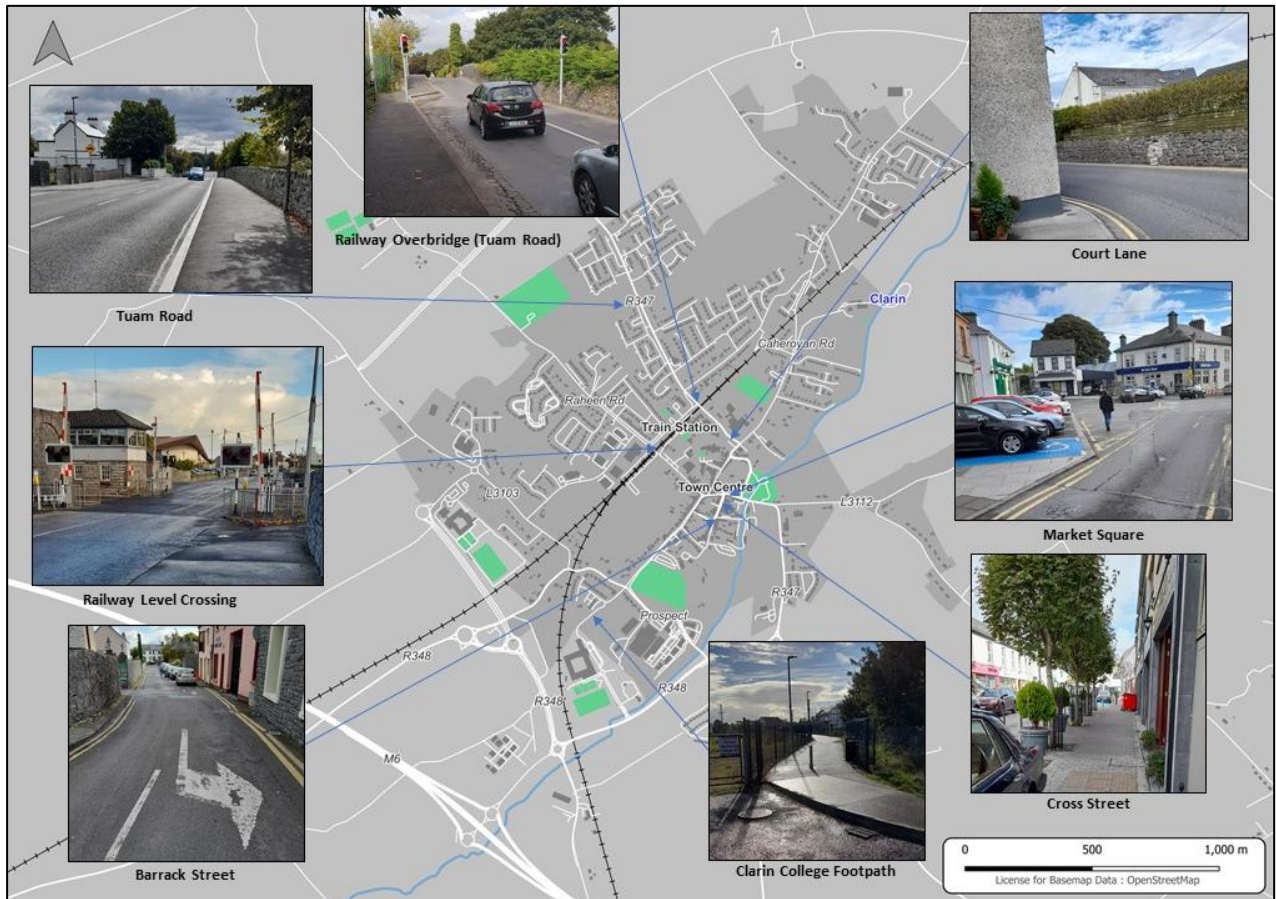 Tuam Road
Railway Overbridge (Tuam Road)
Court Lane
R347
Clarin
Caheroyan Rd
Raheen Rd
Train Station
Market Square
Railway Level Crossing
L3103
Town Centre
L3112
Prospect
R347
R348
R348
R348
M6
Barrack Street
Clarin College Footpath
Cross Street
0 500 1,000 m
License for Basemap Data : OpenStreetMap